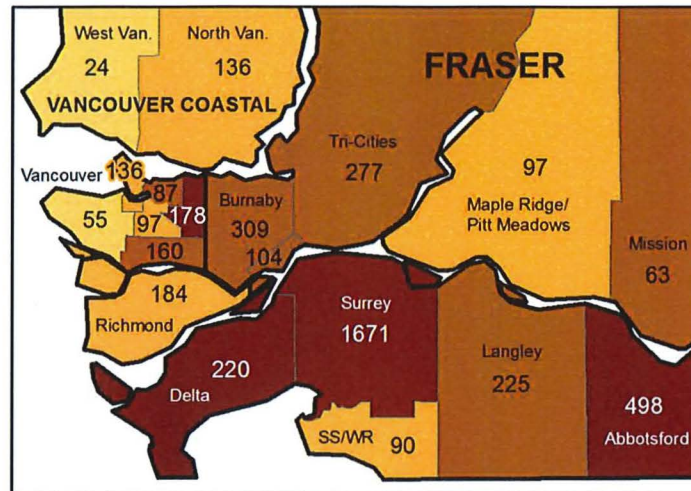 West Van.
24
North Van.
136
VANCOUVER COASTAL
FRASER
Tri-Cities
277
97
Maple Ridge/
Pitt Meadows
Mission
63
Vancouver
136
87
55
97
178
160
Burnaby
309
104
184
Richmond
220
Delta
Surrey
1671
Langley
225
498
Abbotsford
SS/WR
90